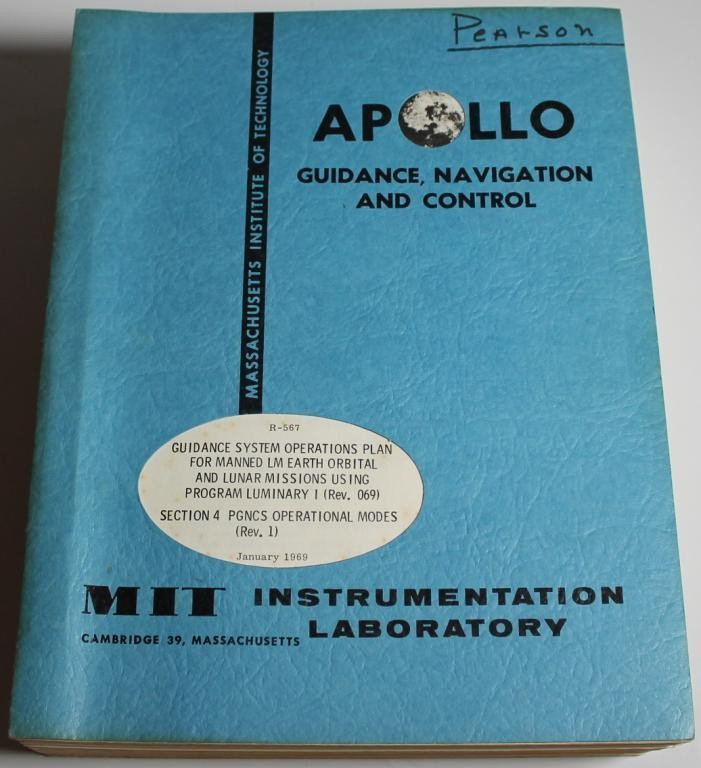 Pearson
MASSACHUSETTS INSTITUTE OF TECHNOLOGY
APOLLO
GUIDANCE, NAVIGATION
AND CONTROL
R-567
GUIDANCE SYSTEM OPERATIONS PLAN
FOR MANNED LM EARTH ORBITAL
AND LUNAR MISSIONS USING
PROGRAM LUMINARY I (Rev. 069)
SECTION 4 PGNCS OPERATIONAL MODES
(Rev. 1)
January 1969
MIT INSTRUMENTATION
LABORATORY
CAMBRIDGE 39, MASSACHUSETTS